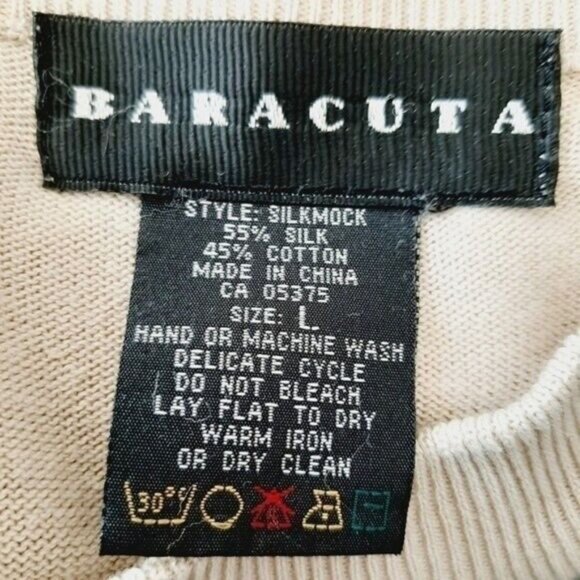 BARACUTA
STYLE: SILKMOCK
55% SILK
45% COTTON
MADE IN CHINA
CA 05375
SIZE: L.
HAND OR MACHINE WASH
DELICATE CYCLE
DO NOT BLEACH
LAY FLAT TO DRY
WARM IRON
OR DRY CLEAN
30°C